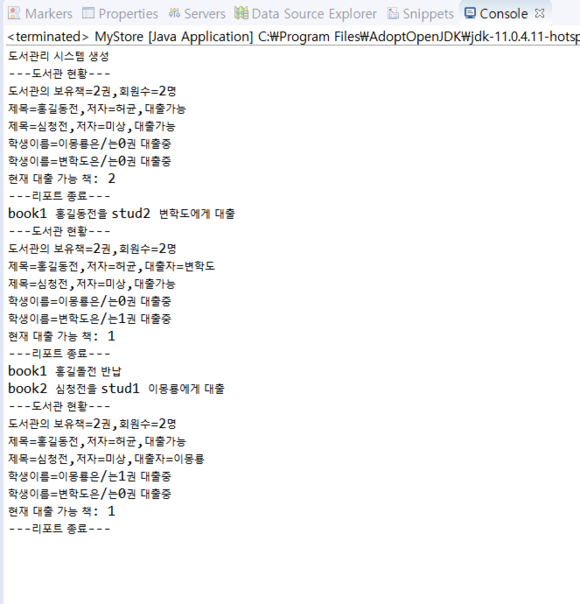 Markers Properties Servers Data Source Explorer Snippets Console
<terminated> MyStore [Java Application] C:₩Program Files₩AdoptOpenJDK₩jdk-11.0.4.11-hotsp
도서관리 시스템 생성
---도서관 현황---
도서관의 보유책=2권,회원수=2명
제목=홍길동전,저자=허균,대출가능
제목=심청전,저자=미상,대출가능
학생이름=이몽룡은/는0권 대출중
학생이름=변학도은/는0권 대출중
현재 대출 가능 책: 2
---리포트 종료---
book1 홍길동전을 stud2 변학도에게 대출
---도서관 현황---
도서관의 보유책=2권,회원수=2명
제목=홍길동전,저자=허균,대출자=변학도
제목=심청전,저자=미상,대출가능
학생이름=이몽룡은/는0권 대출중
학생이름=변학도은/는1권 대출중
현재 대출 가능 책: 1
---리포트 종료---
book1 홍길돌전 반납
book2 심청전을 stud1 이몽룡에게 대출
---도서관 현황---
도서관의 보유책=2권,회원수=2명
제목=홍길동전,저자=허균,대출가능
제목=심청전,저자=미상,대출자=이몽룡
학생이름=이몽룡은/는1권 대출중
학생이름=변학도은/는0권 대출중
현재 대출 가능 책: 1
---리포트 종료---